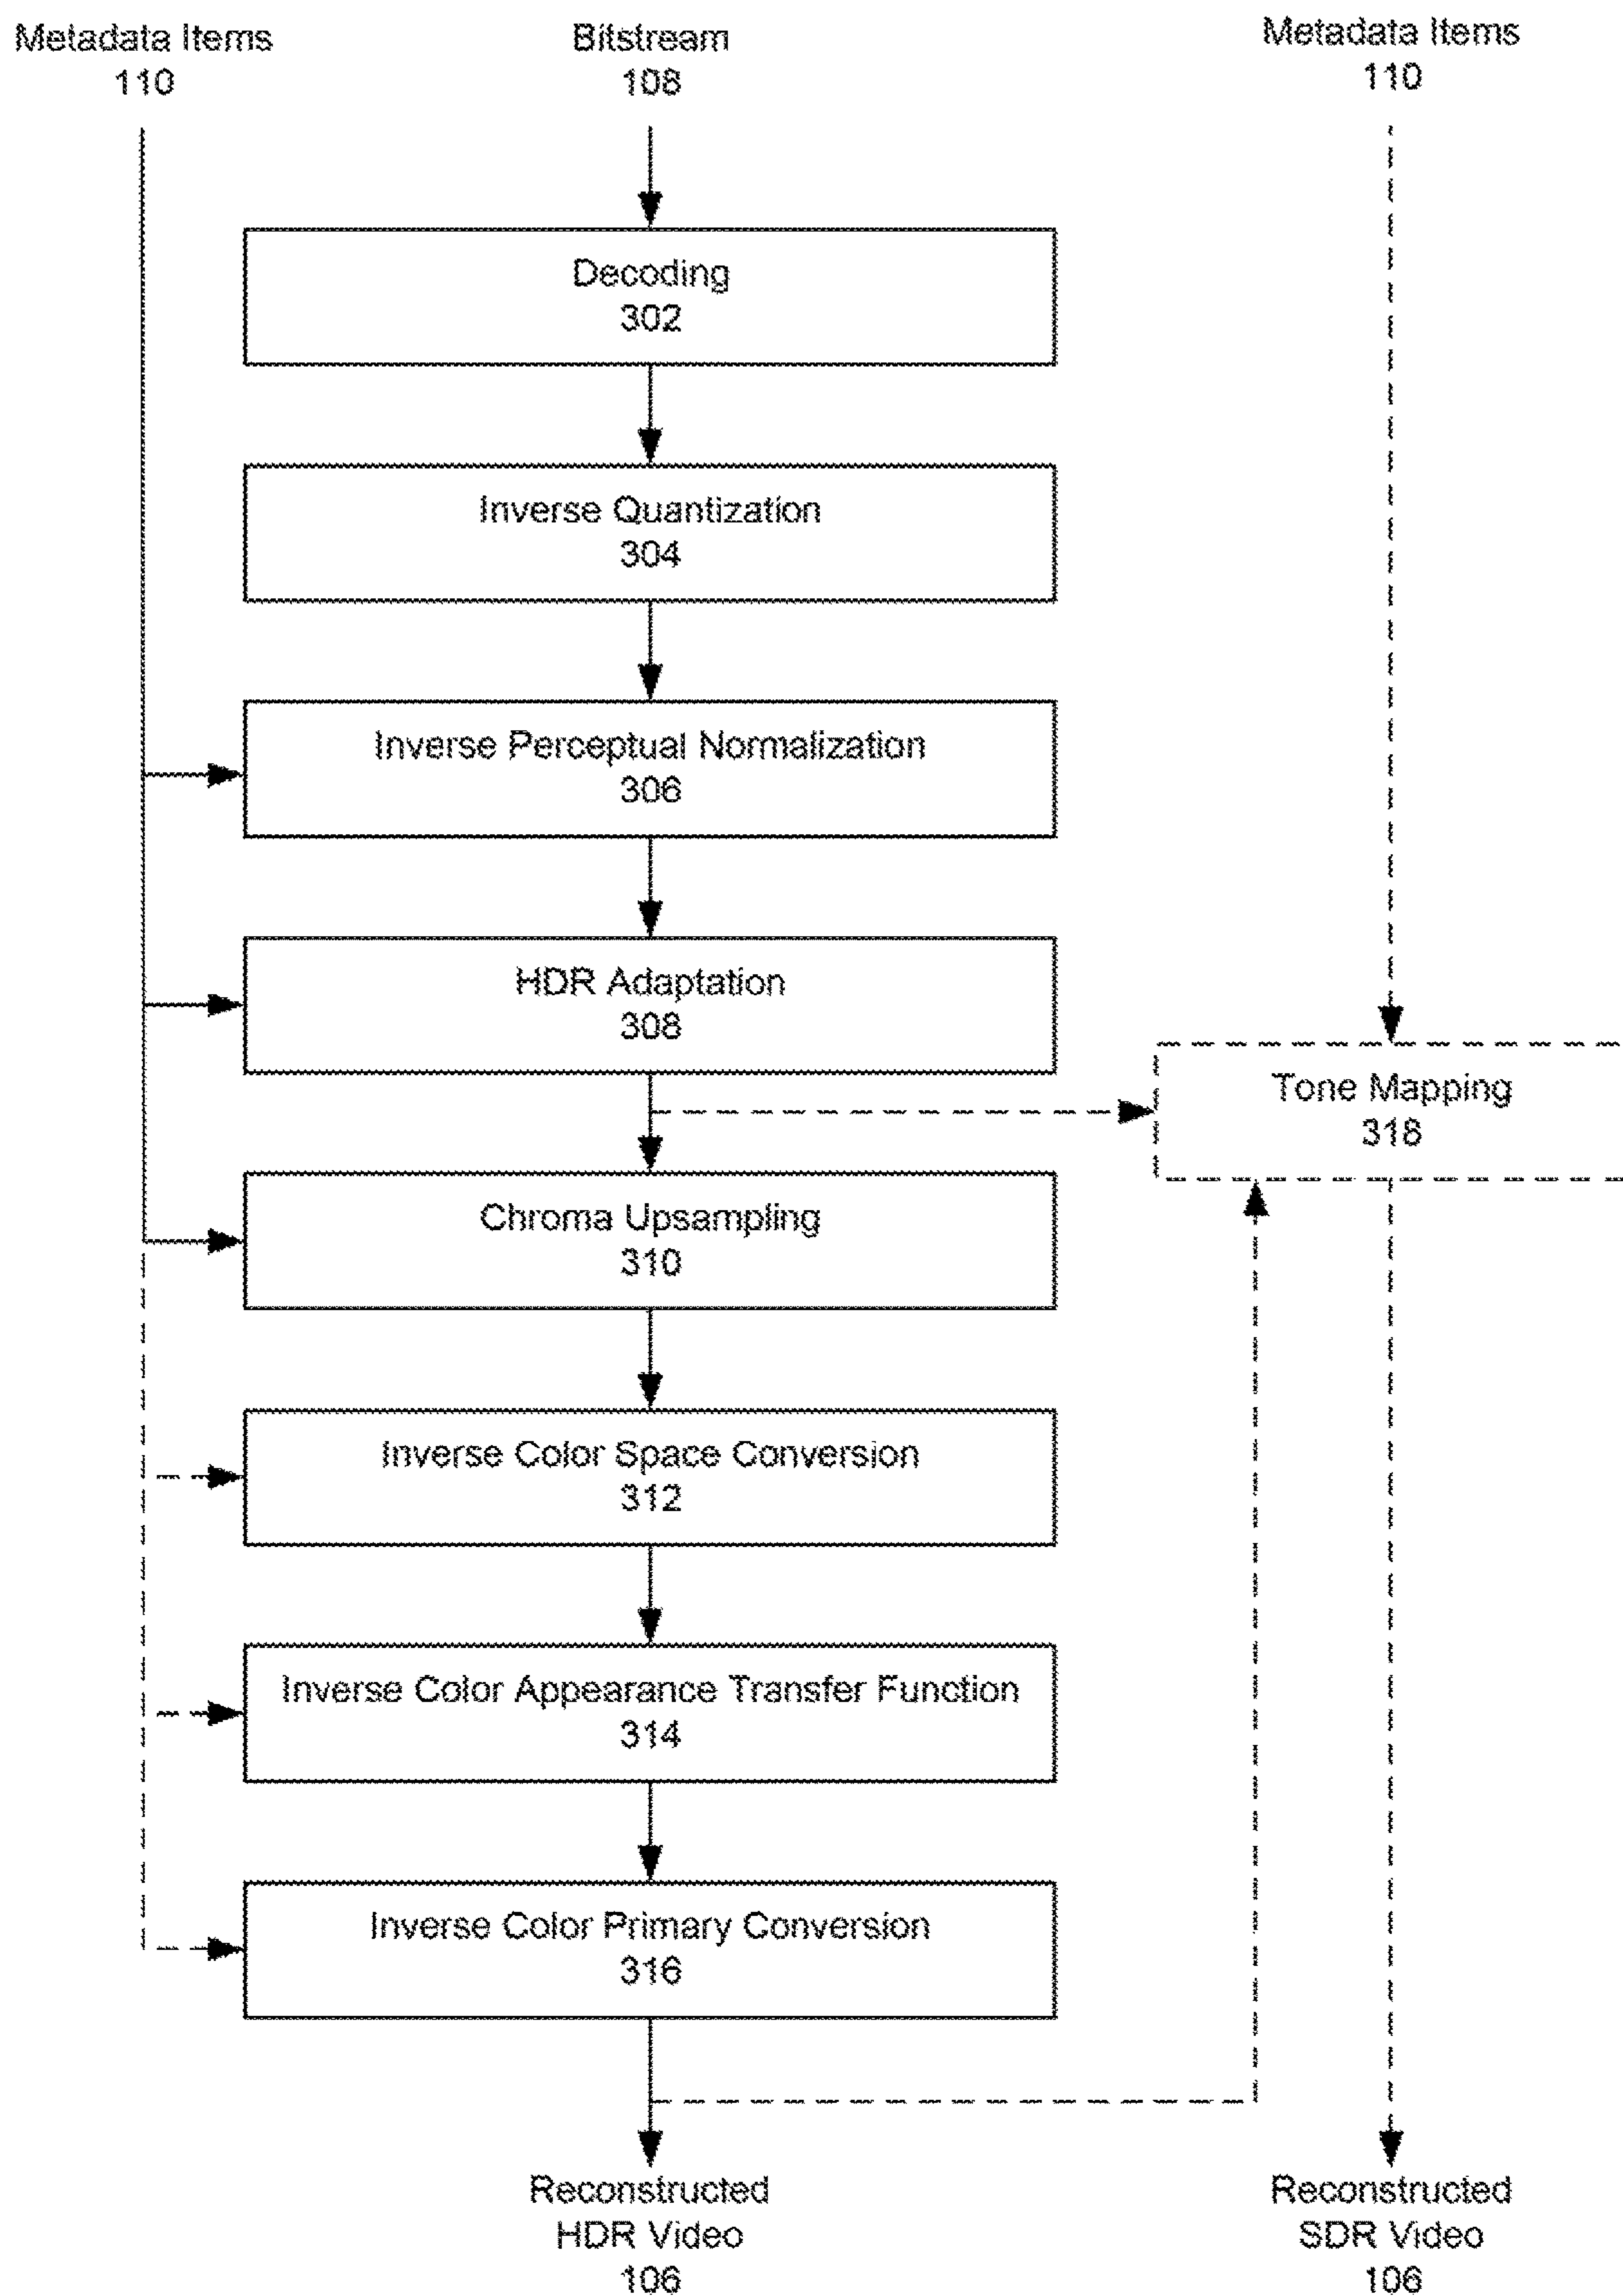 Metadata Items
110
Bitstream
108
Metadata Items
110
Decoding
302
Inverse Quantization
304
Inverse Perceptual Normalization
306
HDR Adaptation
308
Tone Mapping
318
Chroma Upsampling
310
Inverse Color Space Conversion
312
Inverse Color Appearance Transfer Function
314
Inverse Color Primary Conversion
316
Reconstructed
HDR Video
106
Reconstructed
SDR Video
106